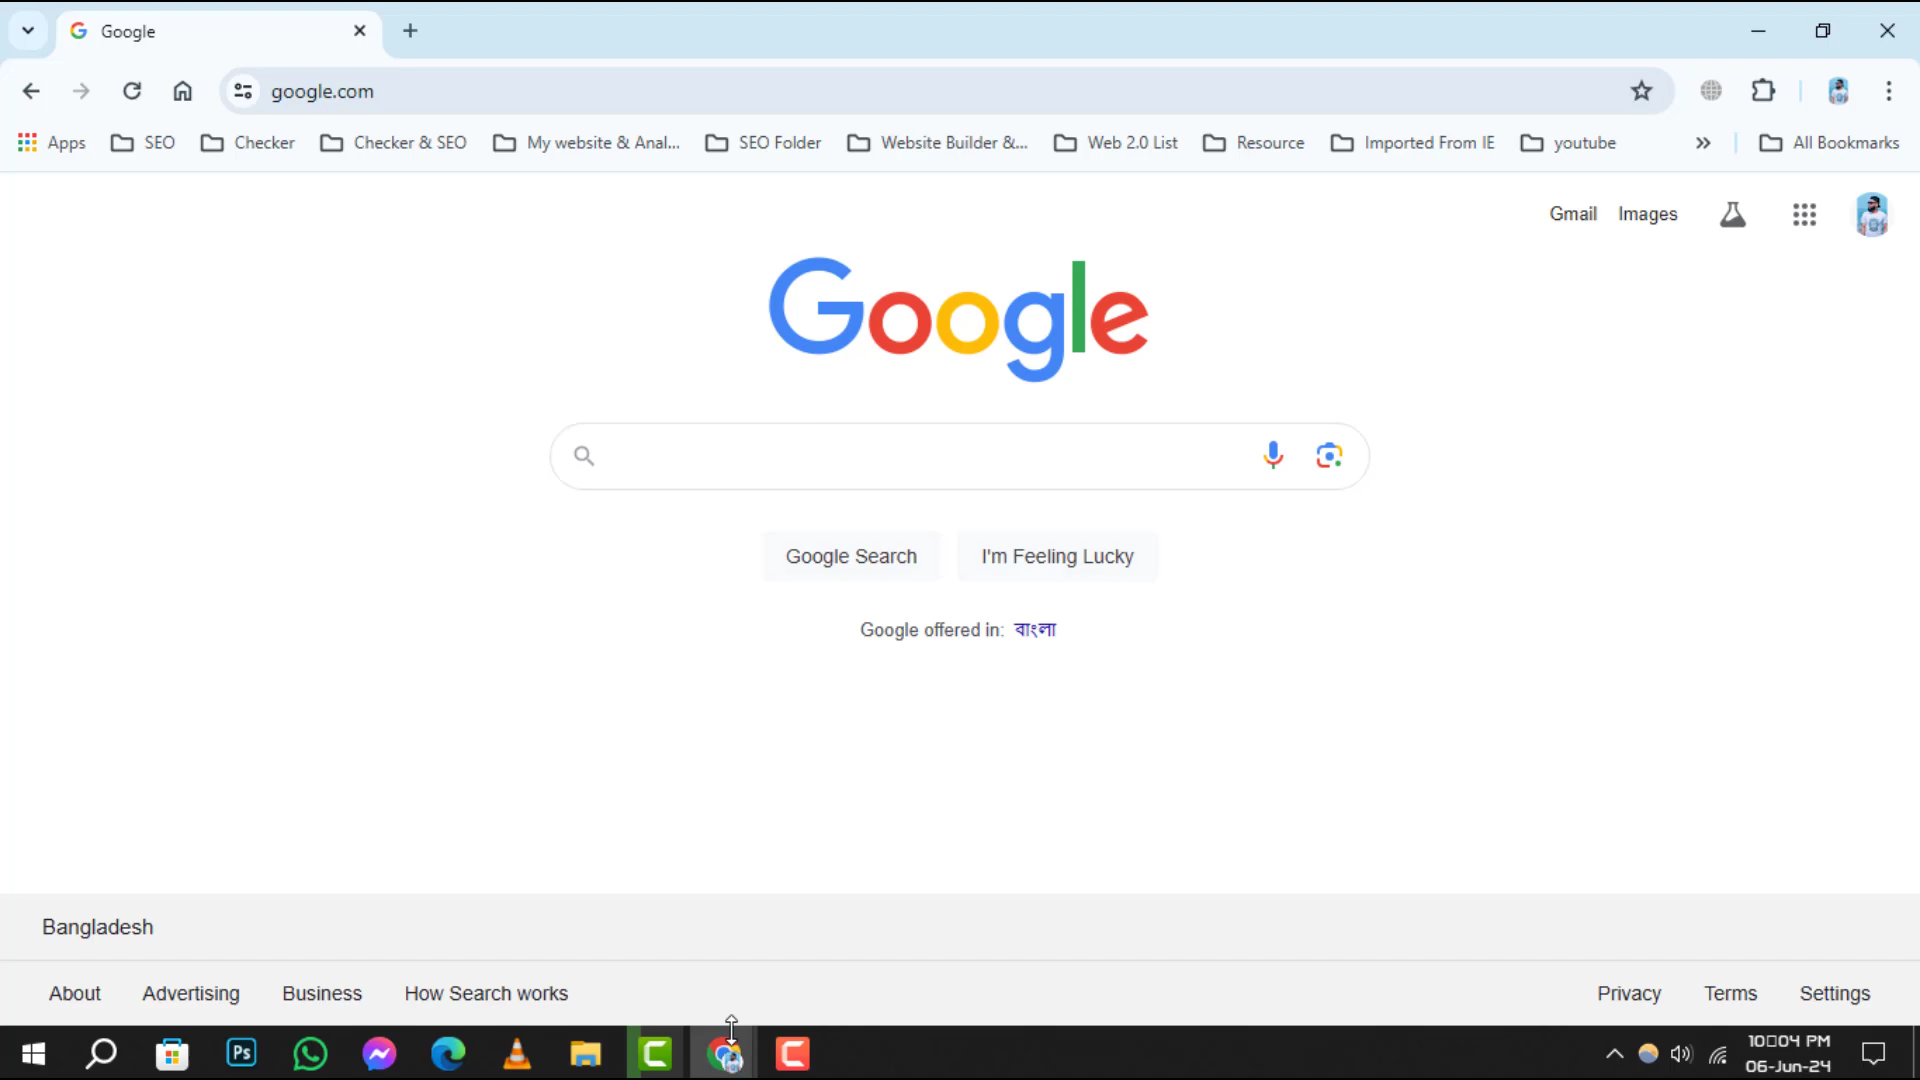 Google
google.com
Apps SEO Checker Checker & SEO My website & Anal... SEO Folder Website Builder &... Web 2.0 List Resource Imported From IE youtube All Bookmarks
Gmail Images
Google
Google Search I'm Feeling Lucky
Google offered in: বাংলা
Bangladesh
About Advertising Business How Search works Privacy Terms Settings
Ps
10□04 PM
06-Jun-24